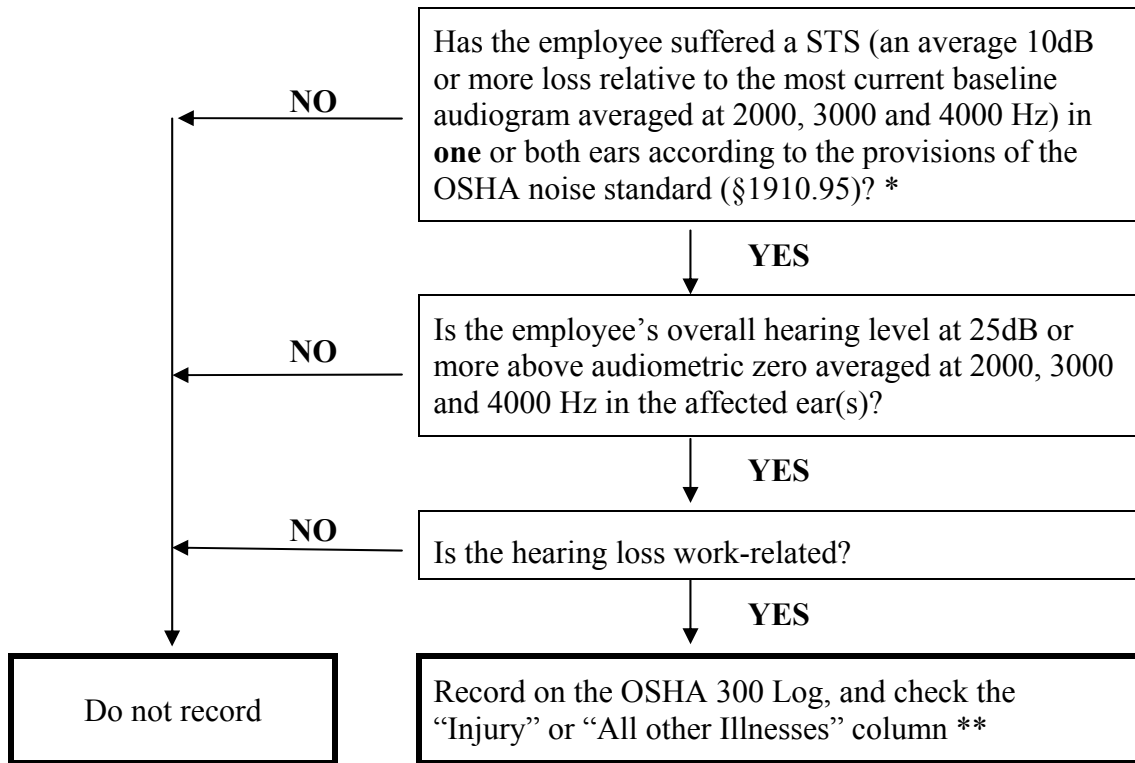 Has the employee suffered a STS (an average 10dB
or more loss relative to the most current baseline
audiogram averaged at 2000, 3000 and 4000 Hz) in
one or both ears according to the provisions of the
OSHA noise standard (§1910.95)? *
NO
YES
Is the employee’s overall hearing level at 25dB or
more above audiometric zero averaged at 2000, 3000
and 4000 Hz in the affected ear(s)?
NO
YES
Is the hearing loss work-related?
NO
YES
Do not record
Record on the OSHA 300 Log, and check the
“Injury” or “All other Illnesses” column **